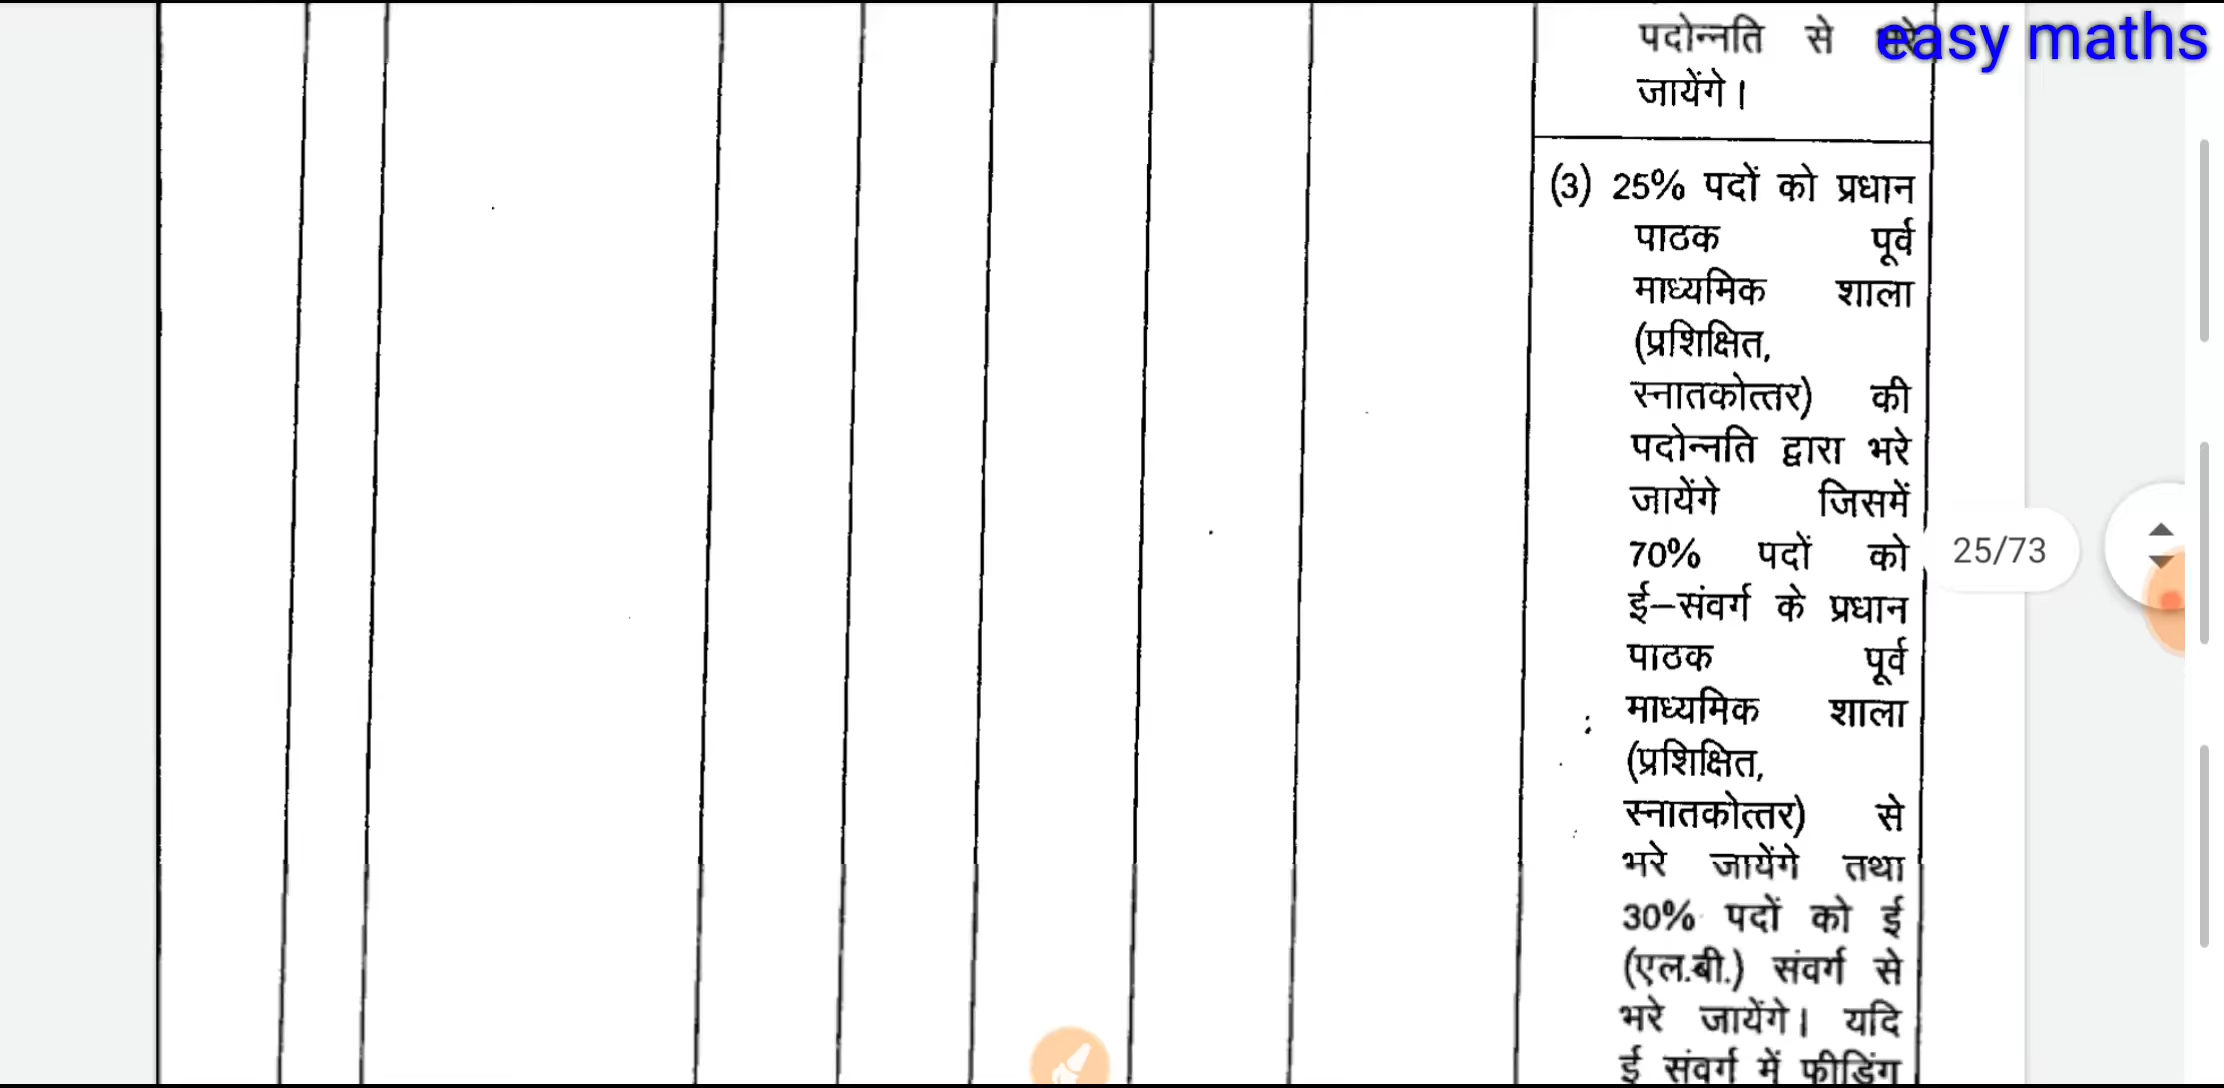 easy maths
पदोन्नति से
जायेंगे।
(3) 25% पदों को प्रधान
पाठक पूर्व
माध्यमिक शाला
(प्रशिक्षित,
स्नातकोत्तर) की
पदोन्नति द्वारा भरे
जायेंगे जिसमें
70% पदों को
ई–संवर्ग के प्रधान
पाठक पूर्व
माध्यमिक शाला
(प्रशिक्षित,
स्नातकोत्तर) से
भरे जायेंगे तथा
30% पदों को ई
(एल.बी.) संवर्ग से
भरे जायेंगे। यदि
ई संवर्ग में फीडिंग
25/73